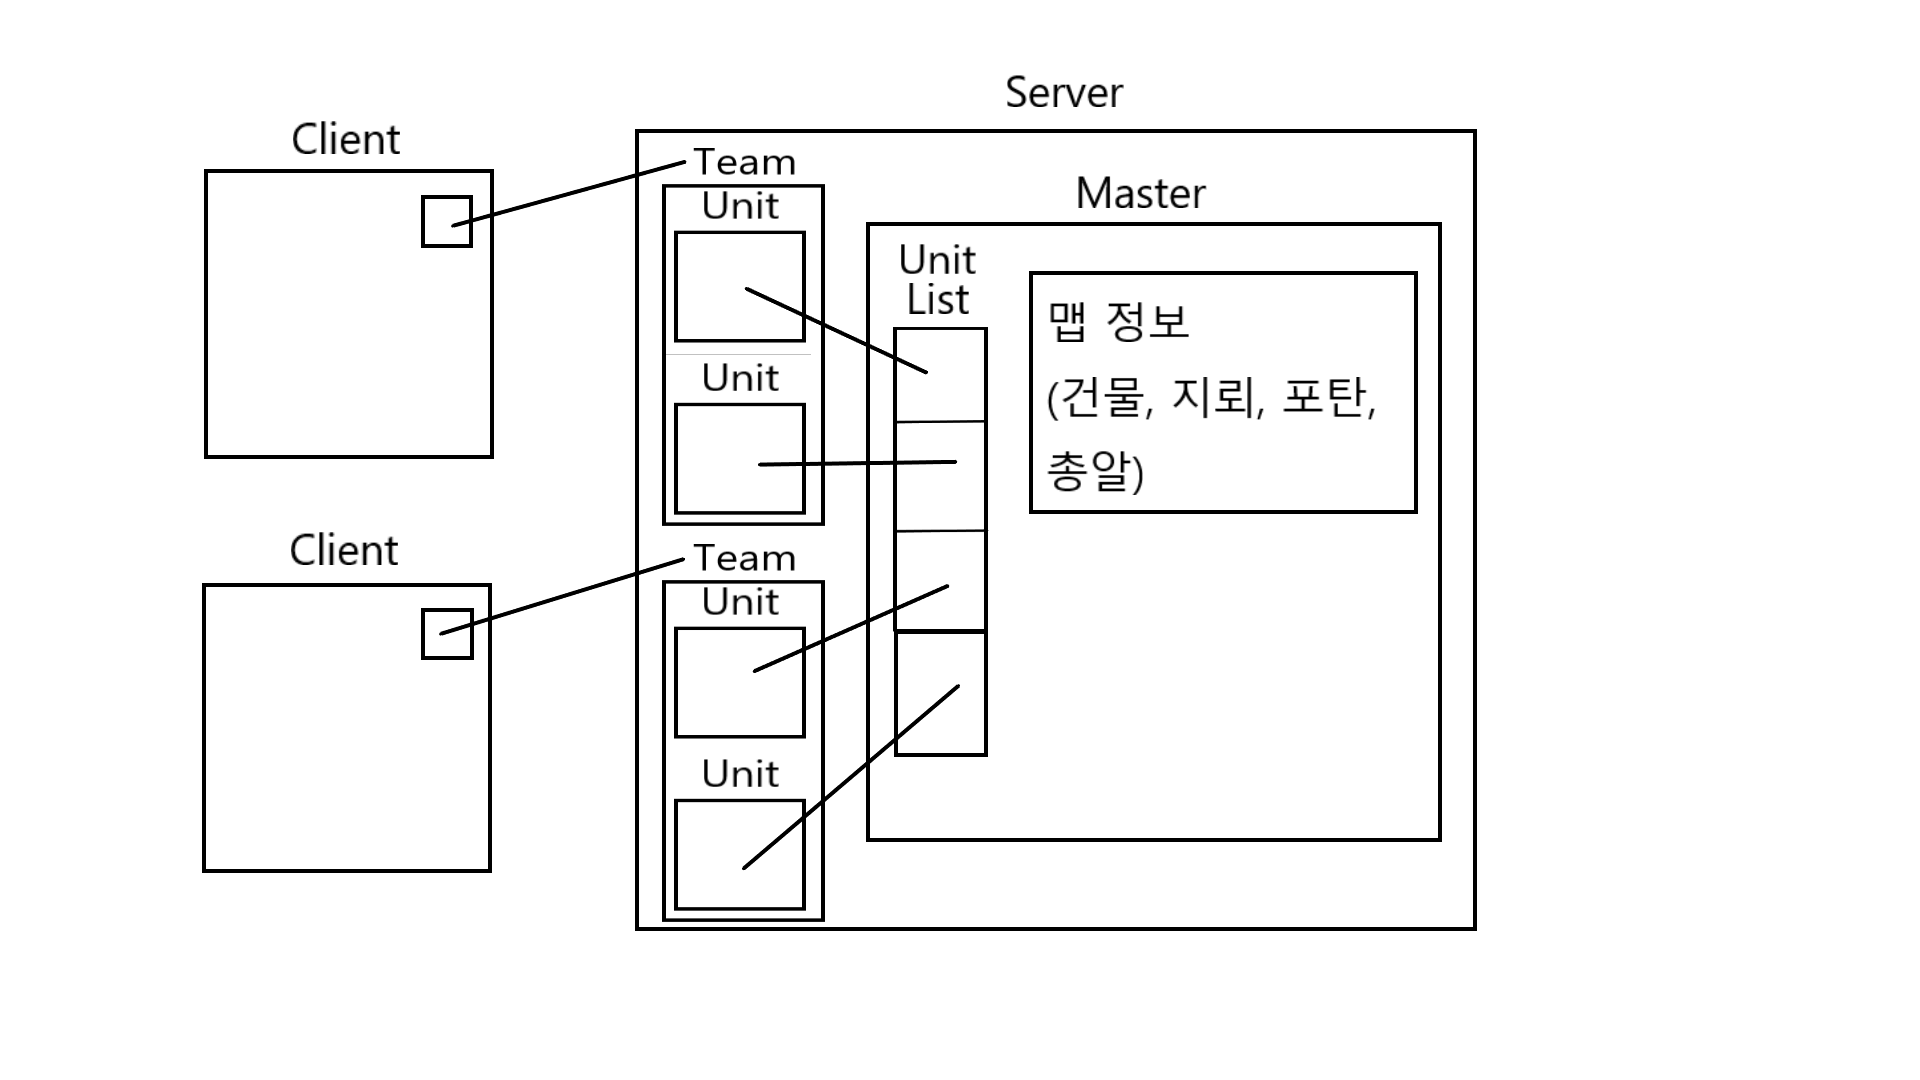 Server
Client
Team
Unit
Unit
Master
Unit
List
맵 정보
(건물, 지뢰, 포탄,
총알)
Client
Team
Unit
Unit